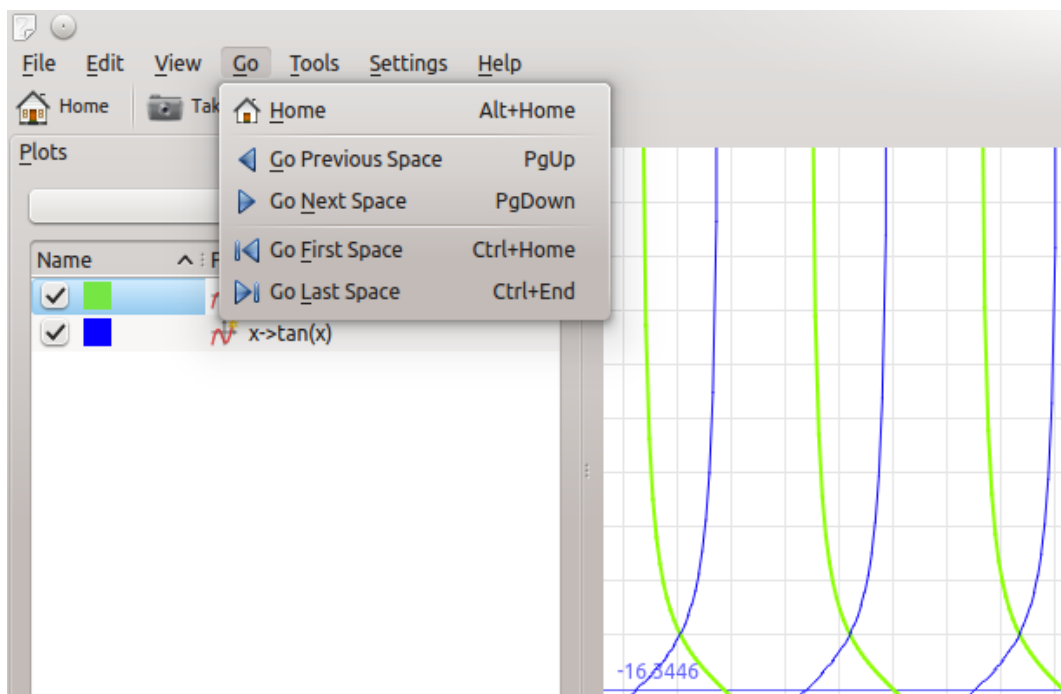 File Edit View Go Tools Settings Help
Home Tak
Home Alt+Home
Plots
Go Previous Space PgUp
Go Next Space PgDown
Name
Go First Space Ctrl+Home
Go Last Space Ctrl+End
x->tan(x)
-16.3446